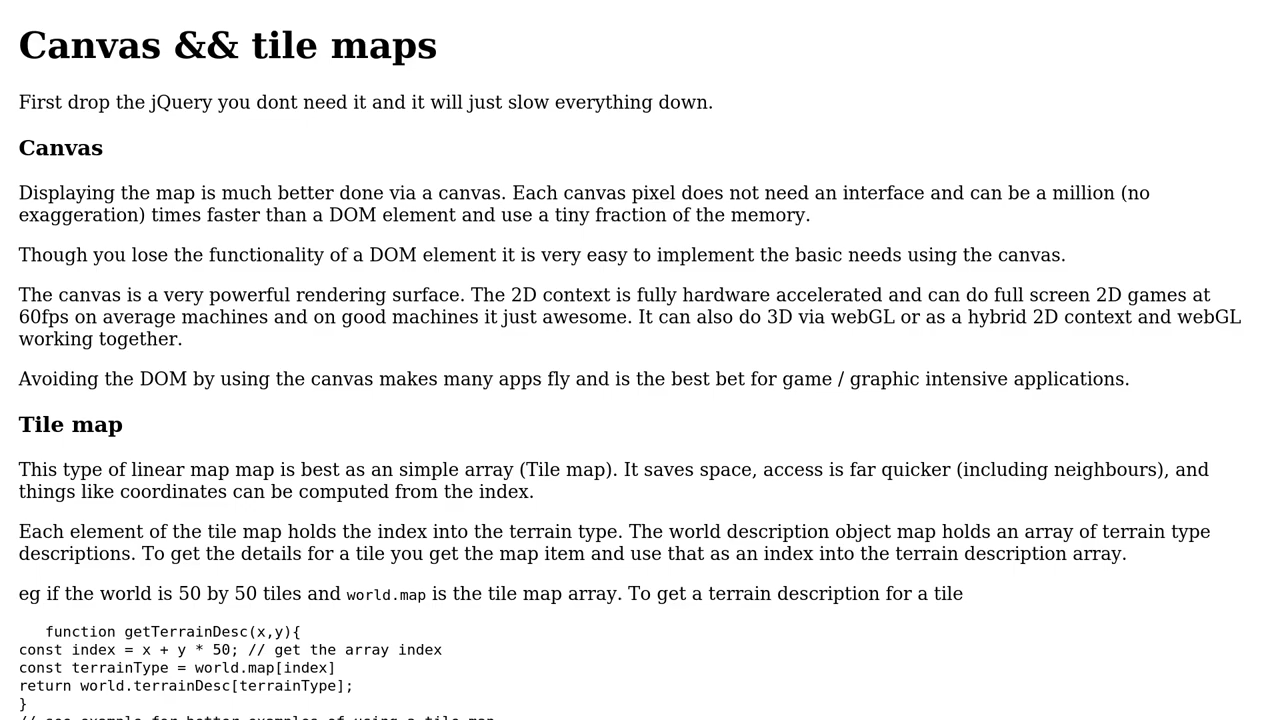 Canvas && tile maps
First drop the jQuery you dont need it and it will just slow everything down.
Canvas
Displaying the map is much better done via a canvas. Each canvas pixel does not need an interface and can be a million (no
exaggeration) times faster than a DOM element and use a tiny fraction of the memory.
Though you lose the functionality of a DOM element it is very easy to implement the basic needs using the canvas.
The canvas is a very powerful rendering surface. The 2D context is fully hardware accelerated and can do full screen 2D games at
60fps on average machines and on good machines it just awesome. It can also do 3D via webGL or as a hybrid 2D context and webGL
working together.
Avoiding the DOM by using the canvas makes many apps fly and is the best bet for game / graphic intensive applications.
Tile map
This type of linear map map is best as an simple array (Tile map). It saves space, access is far quicker (including neighbours), and
things like coordinates can be computed from the index.
Each element of the tile map holds the index into the terrain type. The world description object map holds an array of terrain type
descriptions. To get the details for a tile you get the map item and use that as an index into the terrain description array.
eg if the world is 50 by 50 tiles and world.map is the tile map array. To get a terrain description for a tile
function getTerrainDesc(x,y){
const index = x + y * 50; // get the array index
const terrainType = world.map[index]
return world.terrainDesc[terrainType];
}
// see example for better examples of using a tile map